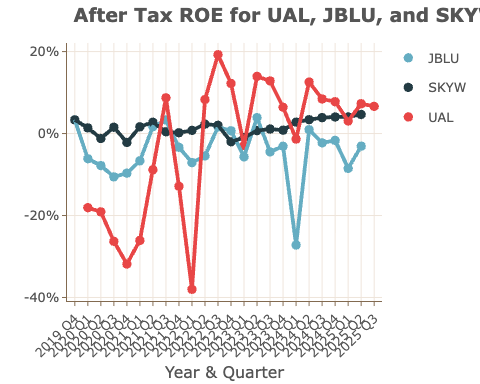 After Tax ROE for UAL, JBLU, and SKY
20%
0%
-20%
-40%
JBLU
SKYW
UAL
2019 Q4
2020 Q1
2020 Q2
2020 Q3
2020 Q4
2021 Q1
2021 Q2
2021 Q3
2021 Q4
2022 Q1
2022 Q2
2022 Q3
2022 Q4
2023 Q1
2023 Q2
2023 Q3
2023 Q4
2024 Q1
2024 Q2
2024 Q3
2024 Q4
2025 Q1
2025 Q2
2025 Q3
Year & Quarter